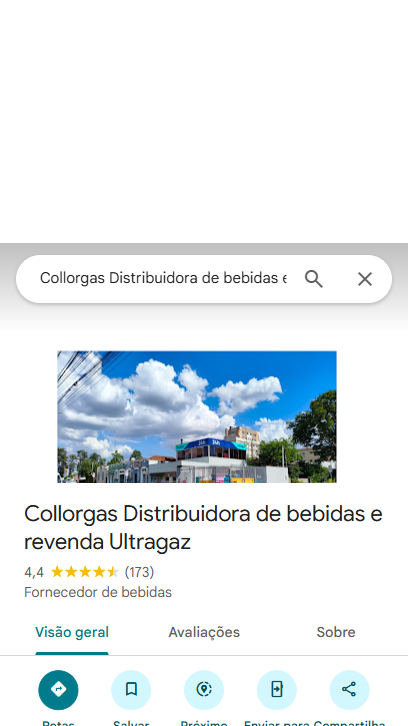 Collorgas Distribuidora de bebidas e
Collorgas Distribuidora de bebidas e
revenda Ultragaz
4,4 (173)
Fornecedor de bebidas
Visão geral Avaliações Sobre
Rotas Salvar Próximo Enviar para Compartilha